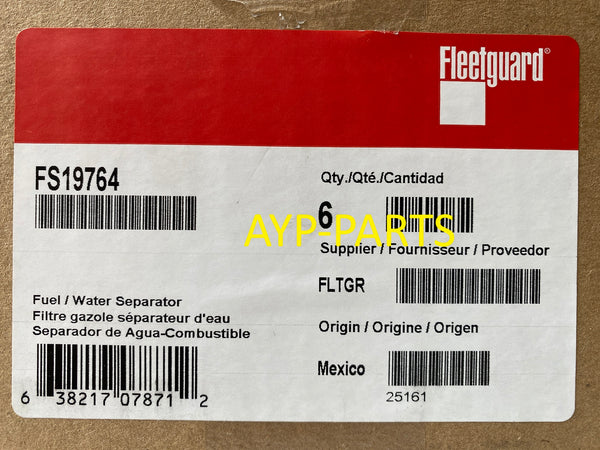 Fleetguard®
FS19764
Qty./Qté./Cantidad
6
AYP-PARTS
Supplier / Fournisseur / Proveedor
FLTGR
Fuel / Water Separator
Filtre gazole séparateur d'eau
Separador de Agua-Combustible
Origin / Origine / Origen
Mexico
25161
6 38217 07871 2